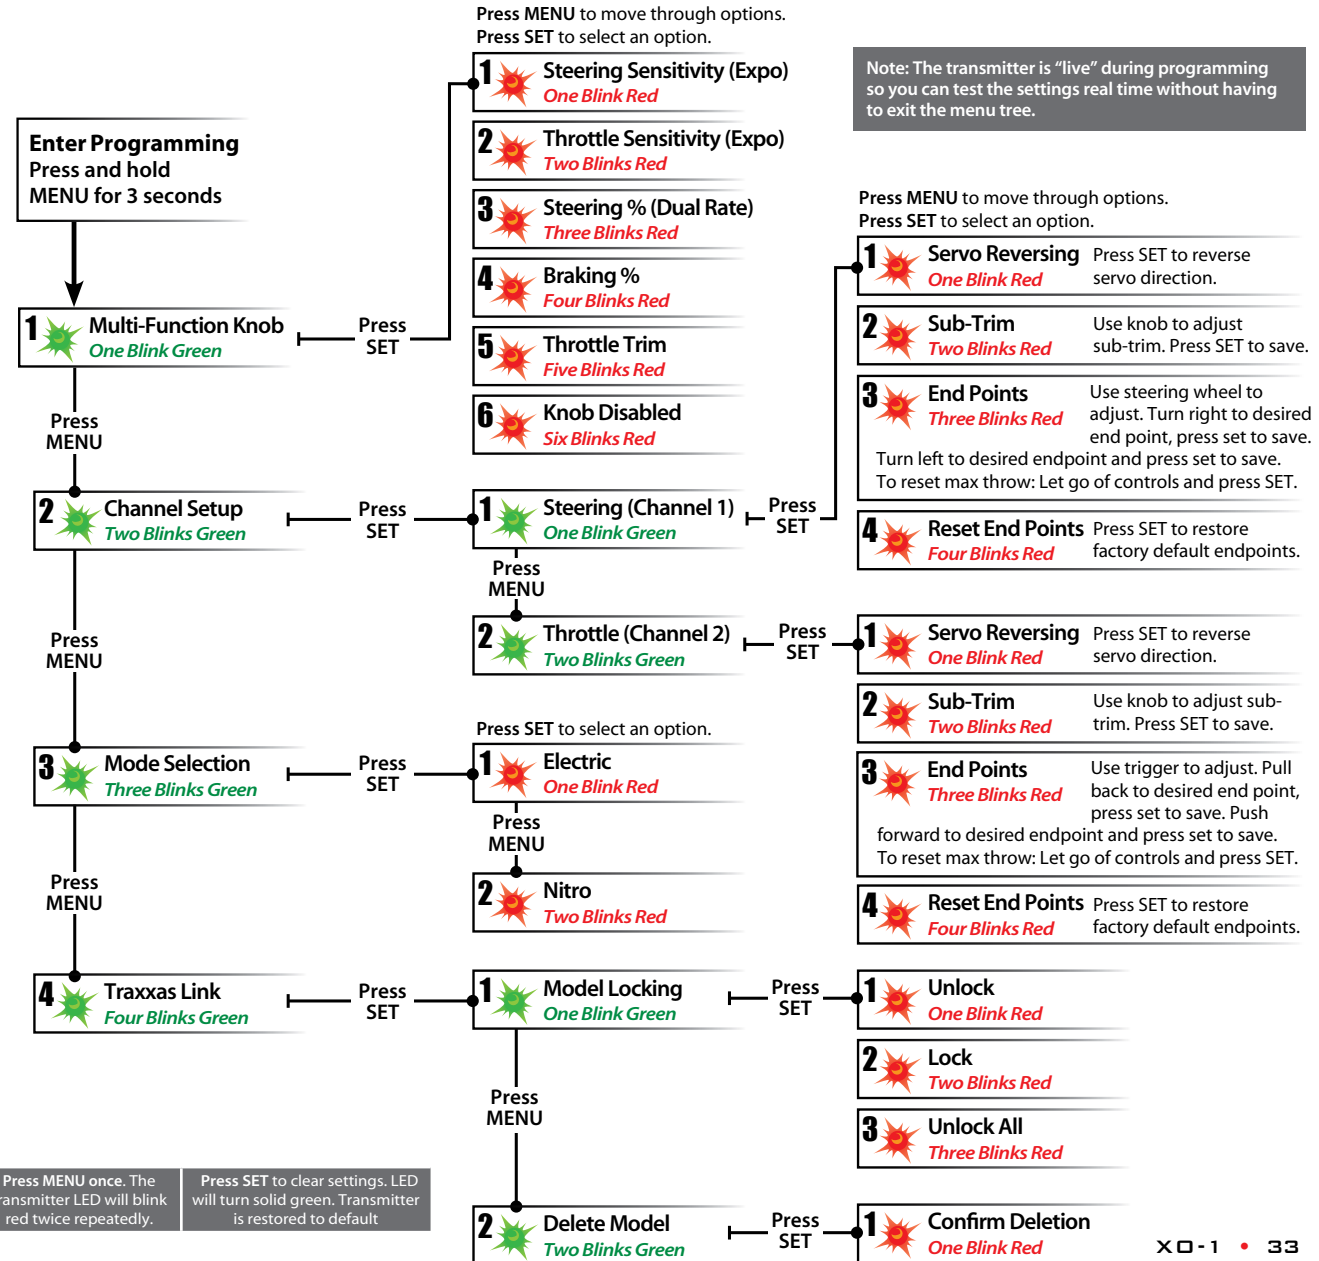 Press MENU to move through options.
Press SET to select an option.
1 Steering Sensitivity (Expo)
One Blink Red
2 Throttle Sensitivity (Expo)
Two Blinks Red
3 Steering % (Dual Rate)
Three Blinks Red
4 Braking %
Four Blinks Red
5 Throttle Trim
Five Blinks Red
6 Knob Disabled
Six Blinks Red
Note: The transmitter is “live” during programming
so you can test the settings real time without having
to exit the menu tree.
Enter Programming
Press and hold
MENU for 3 seconds
1 Multi-Function Knob
One Blink Green
Press
SET
Press
MENU
2 Channel Setup
Two Blinks Green
Press
SET
1 Steering (Channel 1)
One Blink Green
Press
SET
Press
MENU
2 Throttle (Channel 2)
Two Blinks Green
Press
SET
Press MENU to move through options.
Press SET to select an option.
1 Servo Reversing
One Blink Red
Press SET to reverse
servo direction.
2 Sub-Trim
Two Blinks Red
Use knob to adjust
sub-trim. Press SET to save.
3 End Points
Three Blinks Red
Use steering wheel to
adjust. Turn right to desired
end point, press set to save.
Turn left to desired endpoint and press set to save.
To reset max throw: Let go of controls and press SET.
4 Reset End Points
Four Blinks Red
Press SET to restore
factory default endpoints.
1 Servo Reversing
One Blink Red
Press SET to reverse
servo direction.
2 Sub-Trim
Two Blinks Red
Use knob to adjust sub-
trim. Press SET to save.
3 End Points
Three Blinks Red
Use trigger to adjust. Pull
back to desired end point,
press set to save. Push
forward to desired endpoint and press set to save.
To reset max throw: Let go of controls and press SET.
4 Reset End Points
Four Blinks Red
Press SET to restore
factory default endpoints.
Press
MENU
3 Mode Selection
Three Blinks Green
Press
SET
Press SET to select an option.
1 Electric
One Blink Red
Press
MENU
2 Nitro
Two Blinks Red
Press
MENU
4 Traxxas Link
Four Blinks Green
Press
SET
1 Model Locking
One Blink Green
Press
SET
1 Unlock
One Blink Red
2 Lock
Two Blinks Red
3 Unlock All
Three Blinks Red
Press
MENU
2 Delete Model
Two Blinks Green
Press
SET
1 Confirm Deletion
One Blink Red
Press MENU once. The
ransmitter LED will blink
red twice repeatedly.
Press SET to clear settings. LED
will turn solid green. Transmitter
is restored to default
XO-1 • 33